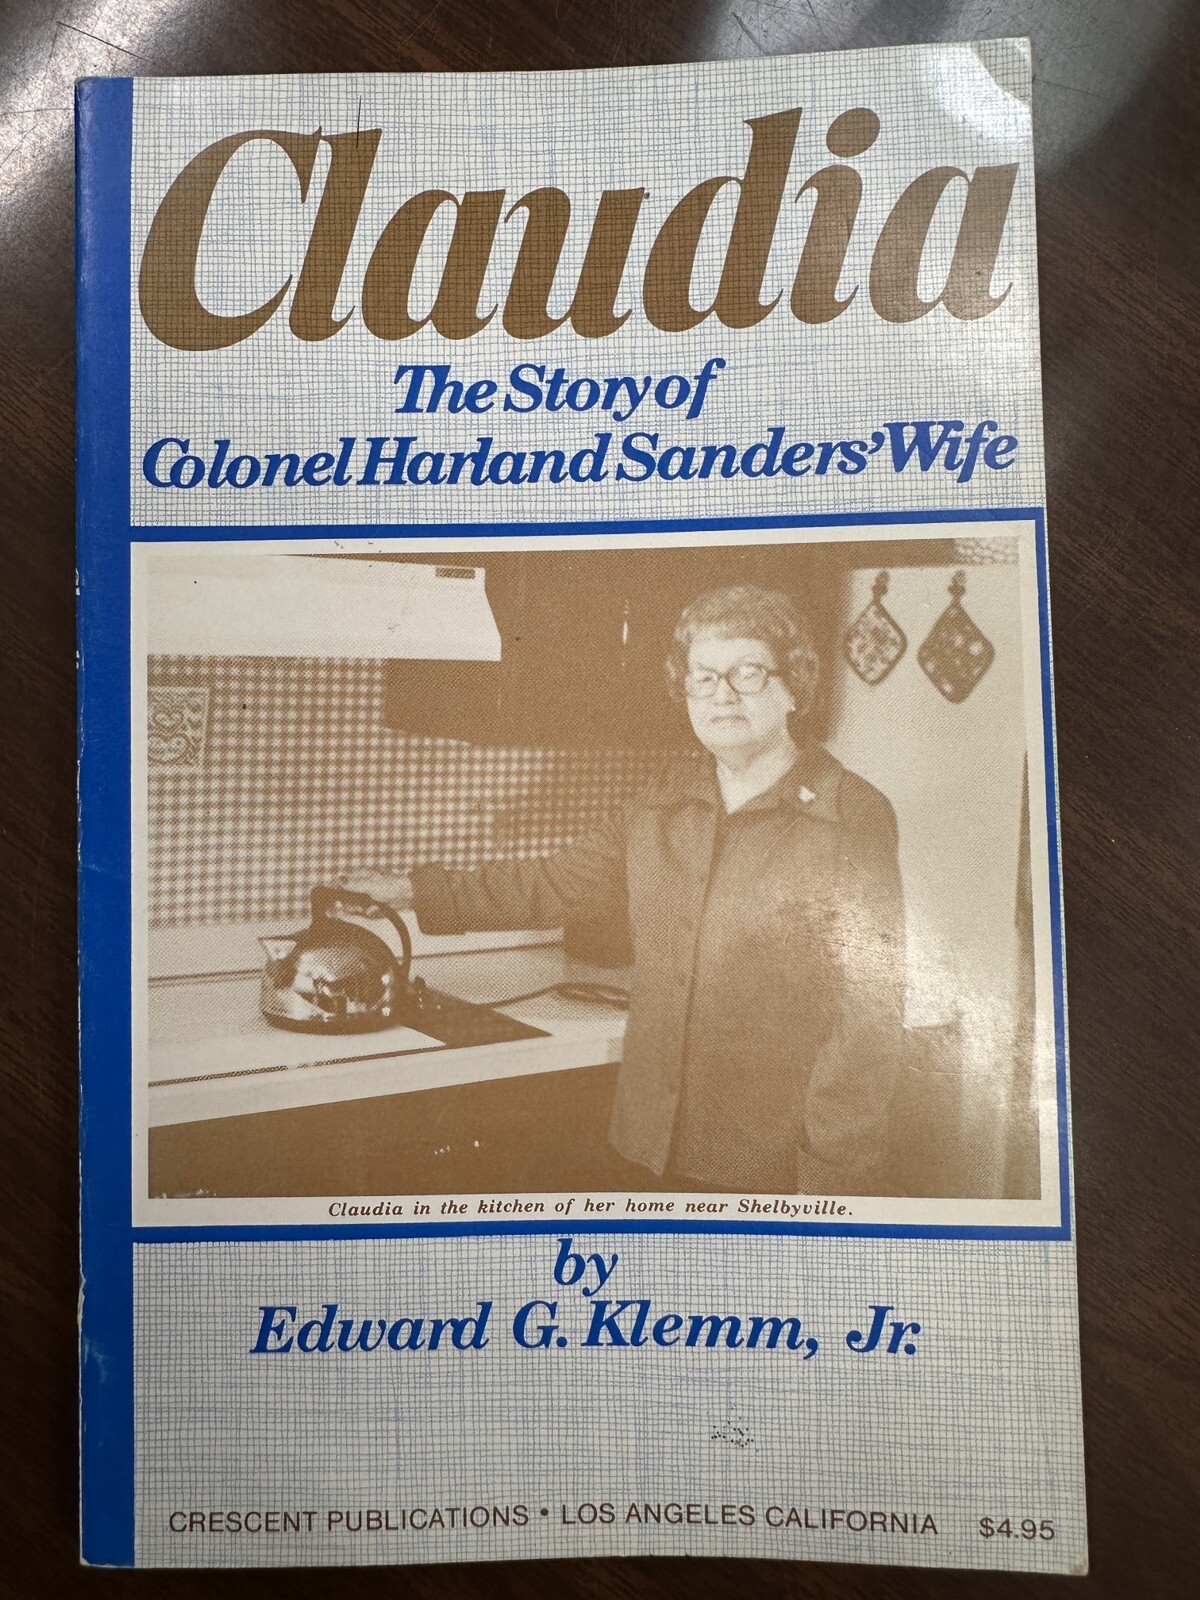 Claudia
The Story of
Colonel Harland Sanders' Wife
Claudia in the kitchen of her home near Shelbyville.
by
Edward G. Klemm, Jr.
CRESCENT PUBLICATIONS • LOS ANGELES CALIFORNIA $4.95